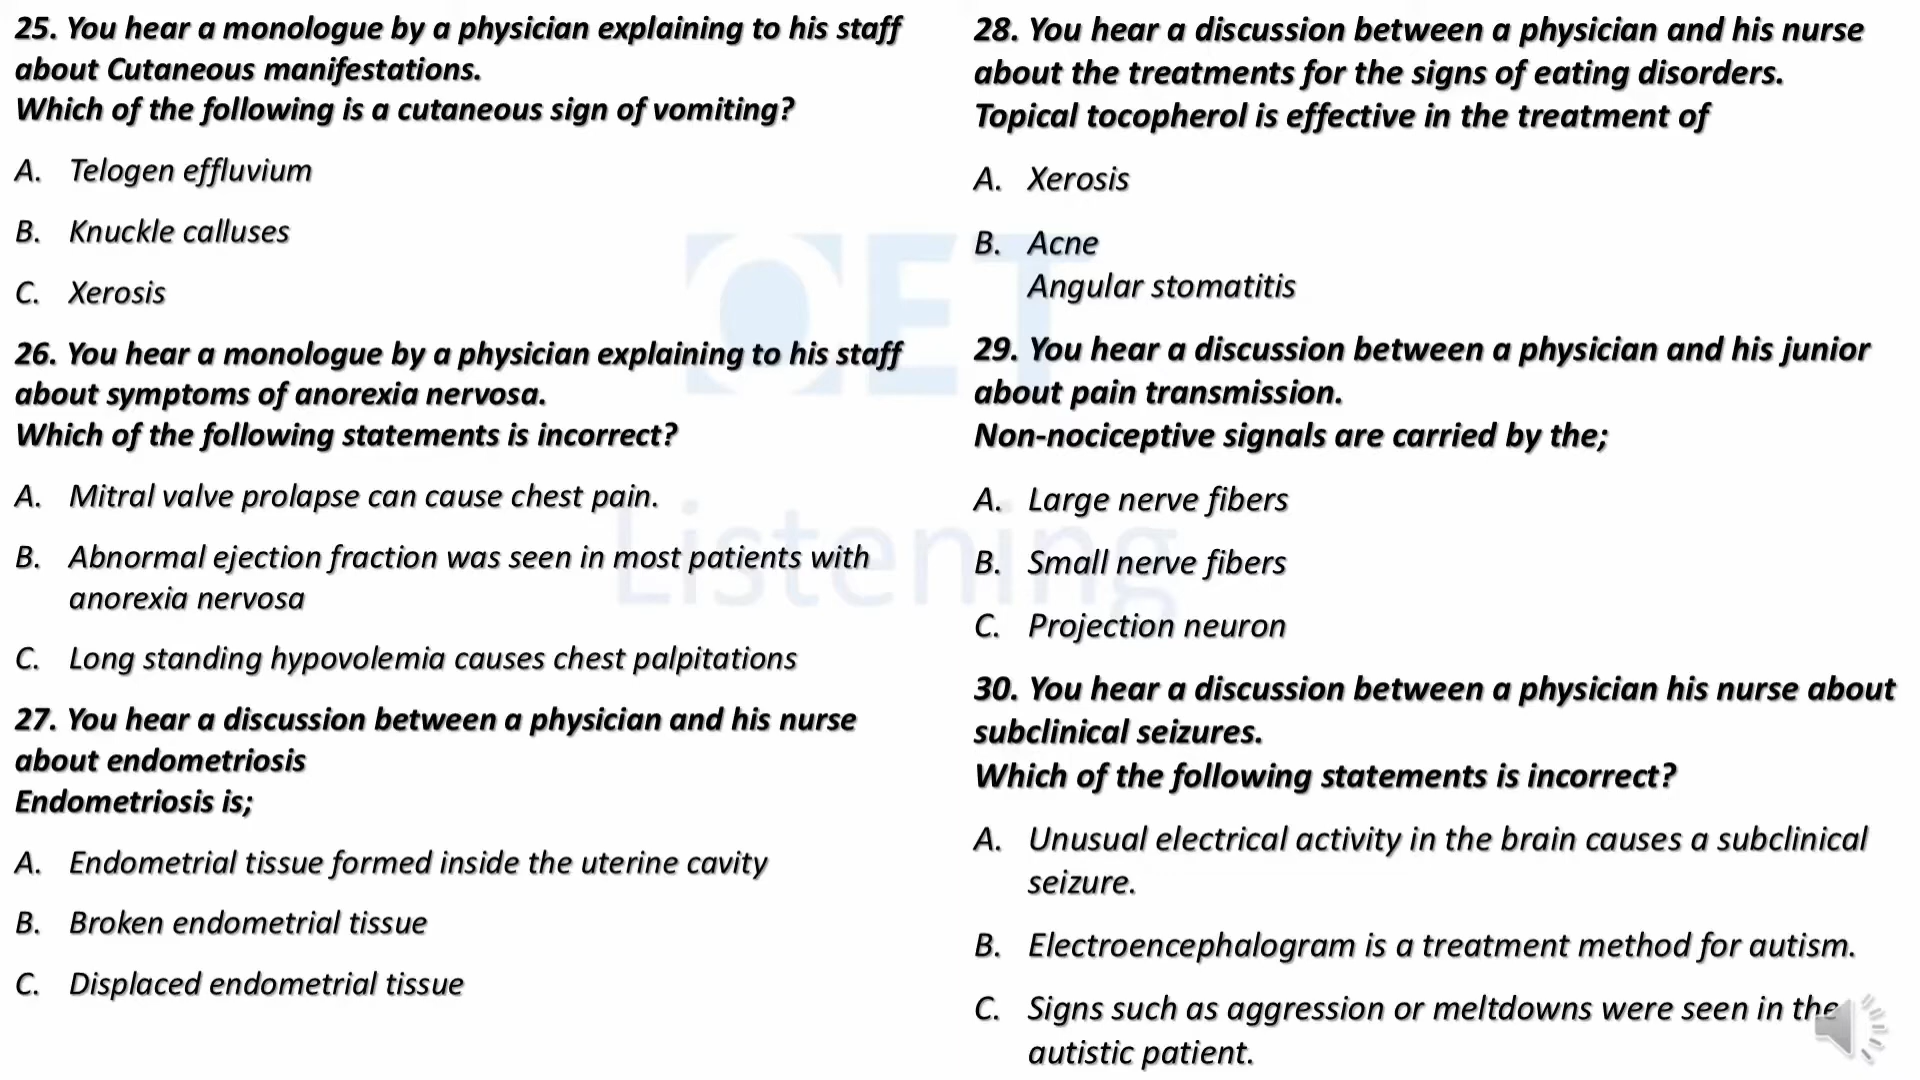 25. You hear a monologue by a physician explaining to his staff
about Cutaneous manifestations.
Which of the following is a cutaneous sign of vomiting?
A. Telogen effluvium
B. Knuckle calluses
C. Xerosis
26. You hear a monologue by a physician explaining to his staff
about symptoms of anorexia nervosa.
Which of the following statements is incorrect?
A. Mitral valve prolapse can cause chest pain.
B. Abnormal ejection fraction was seen in most patients with
anorexia nervosa
C. Long standing hypovolemia causes chest palpitations
27. You hear a discussion between a physician and his nurse
about endometriosis
Endometriosis is;
A. Endometrial tissue formed inside the uterine cavity
B. Broken endometrial tissue
C. Displaced endometrial tissue
28. You hear a discussion between a physician and his nurse
about the treatments for the signs of eating disorders.
Topical tocopherol is effective in the treatment of
A. Xerosis
B. Acne
Angular stomatitis
29. You hear a discussion between a physician and his junior
about pain transmission.
Non-nociceptive signals are carried by the;
A. Large nerve fibers
B. Small nerve fibers
C. Projection neuron
30. You hear a discussion between a physician his nurse about
subclinical seizures.
Which of the following statements is incorrect?
A. Unusual electrical activity in the brain causes a subclinical
seizure.
B. Electroencephalogram is a treatment method for autism.
C. Signs such as aggression or meltdowns were seen in the
autistic patient.
OET
Listening